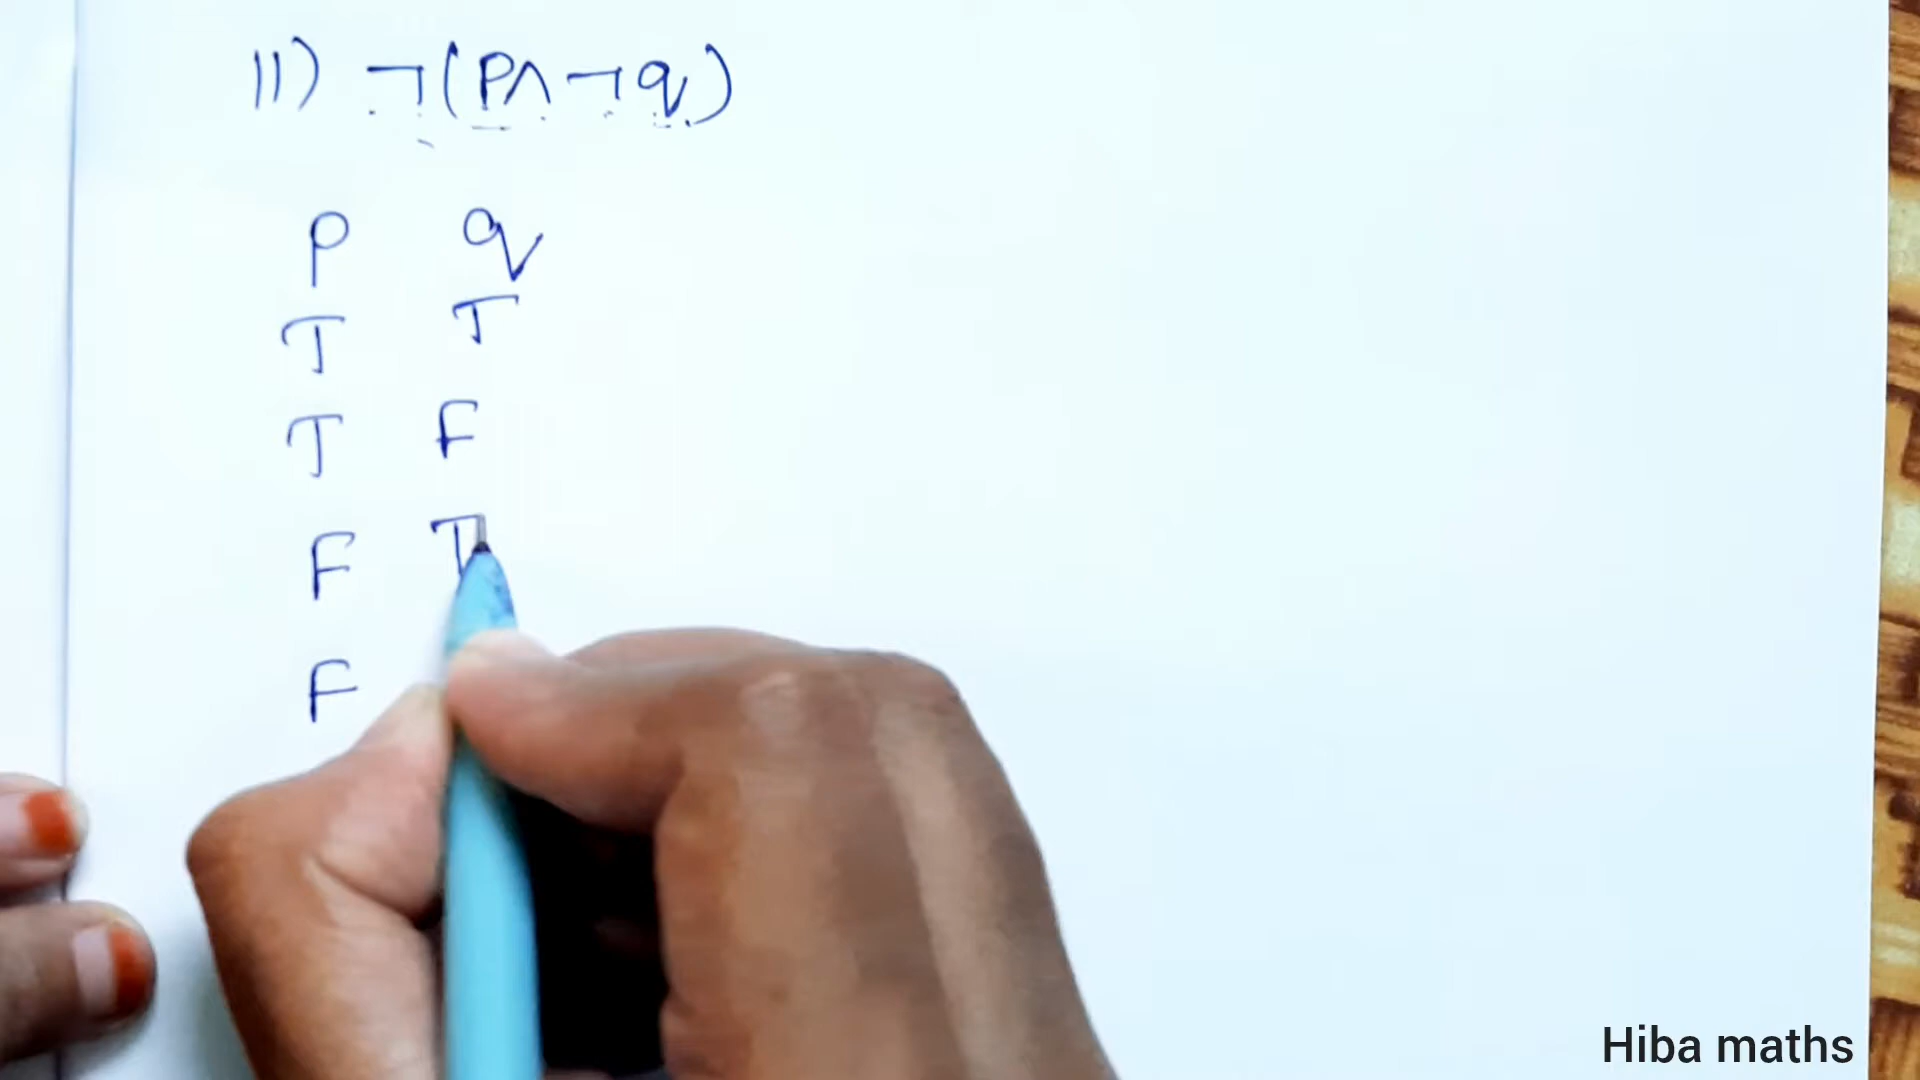 11) ¬(P∧¬q)
P q
T T
T F
F T
F
Hiba maths